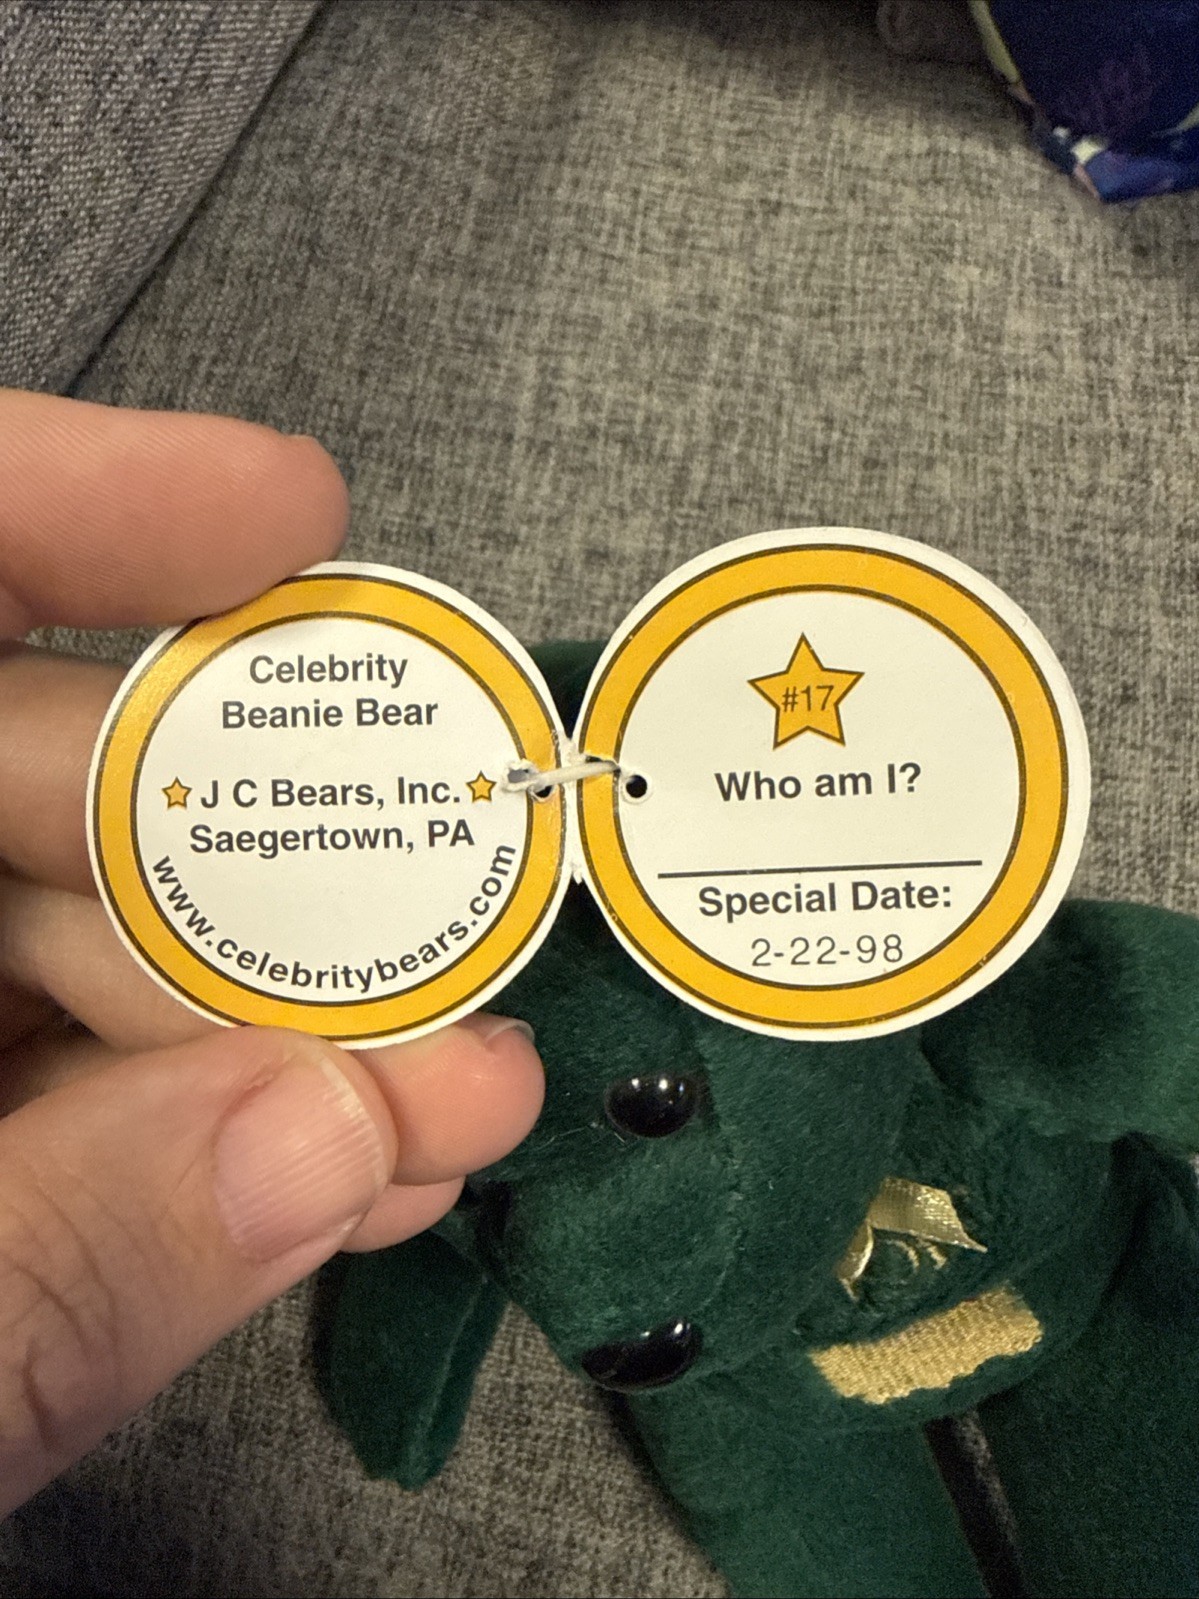 Celebrity
Beanie Bear
J C Bears, Inc.
Saegertown, PA
www.celebritybears.com
#17
Who am I?
Special Date:
2-22-98